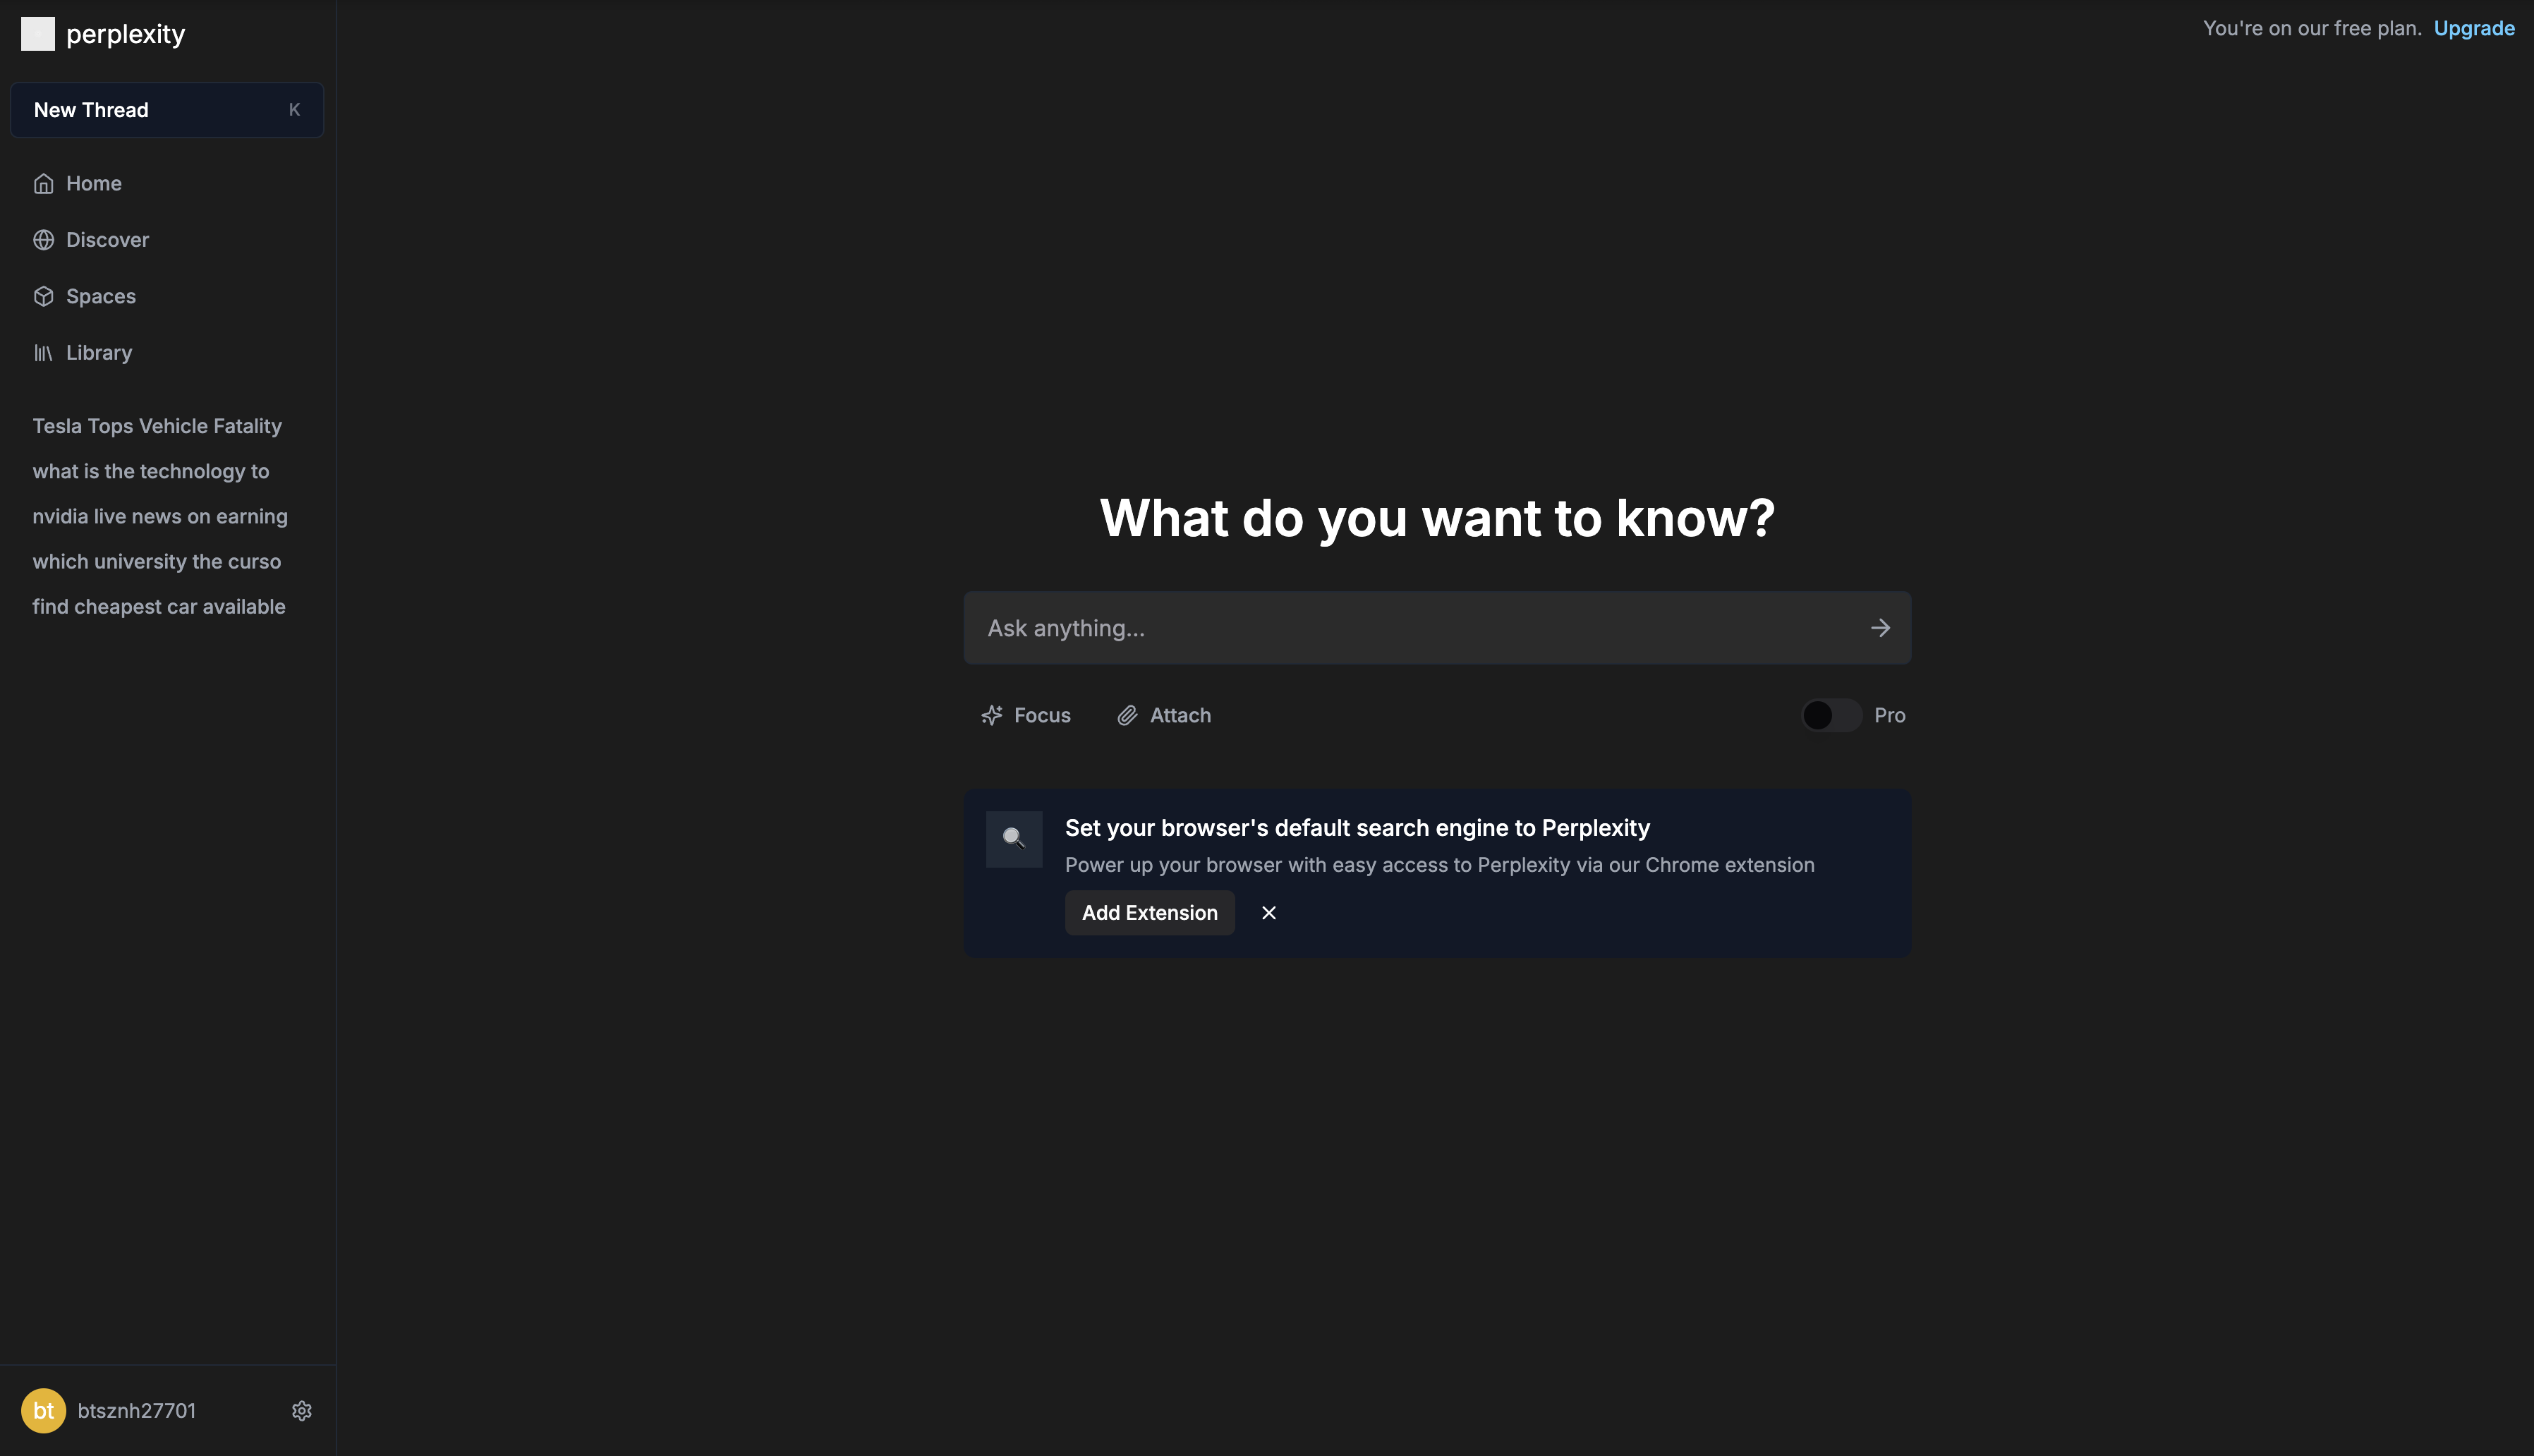 perplexity
New Thread K
Home
Discover
Spaces
Library
Tesla Tops Vehicle Fatality
what is the technology to
nvidia live news on earning
which university the curso
find cheapest car available
bt btsznh27701
You're on our free plan. Upgrade
What do you want to know?
Ask anything...
Focus Attach Pro
Set your browser's default search engine to Perplexity
Power up your browser with easy access to Perplexity via our Chrome extension
Add Extension